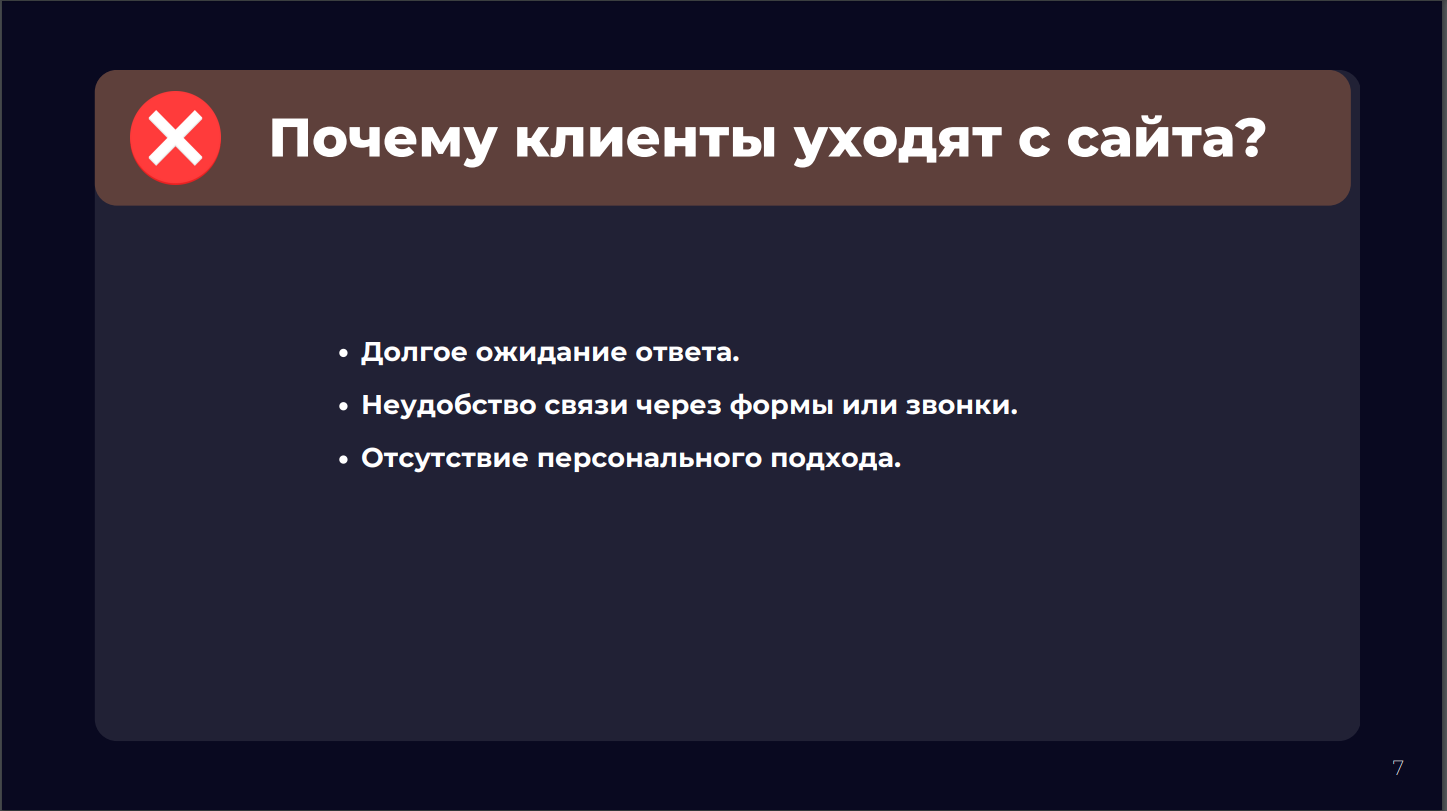 Почему клиенты уходят с сайта?
• Долгое ожидание ответа.
• Неудобство связи через формы или звонки.
• Отсутствие персонального подхода.
7